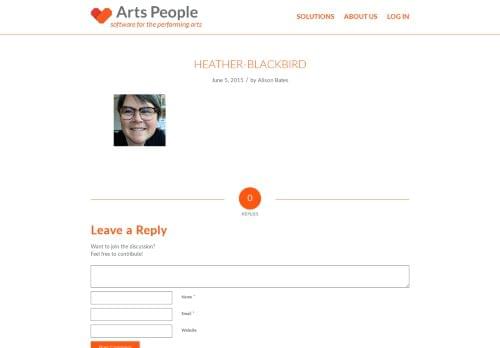 Arts People
software for the performing arts
SOLUTIONS ABOUT US LOG IN
HEATHER-BLACKBIRD
June 5, 2015 / by Alison Bates
0
REPLIES
Leave a Reply
Want to join the discussion?
Feel free to contribute!
Name *
Email *
Website